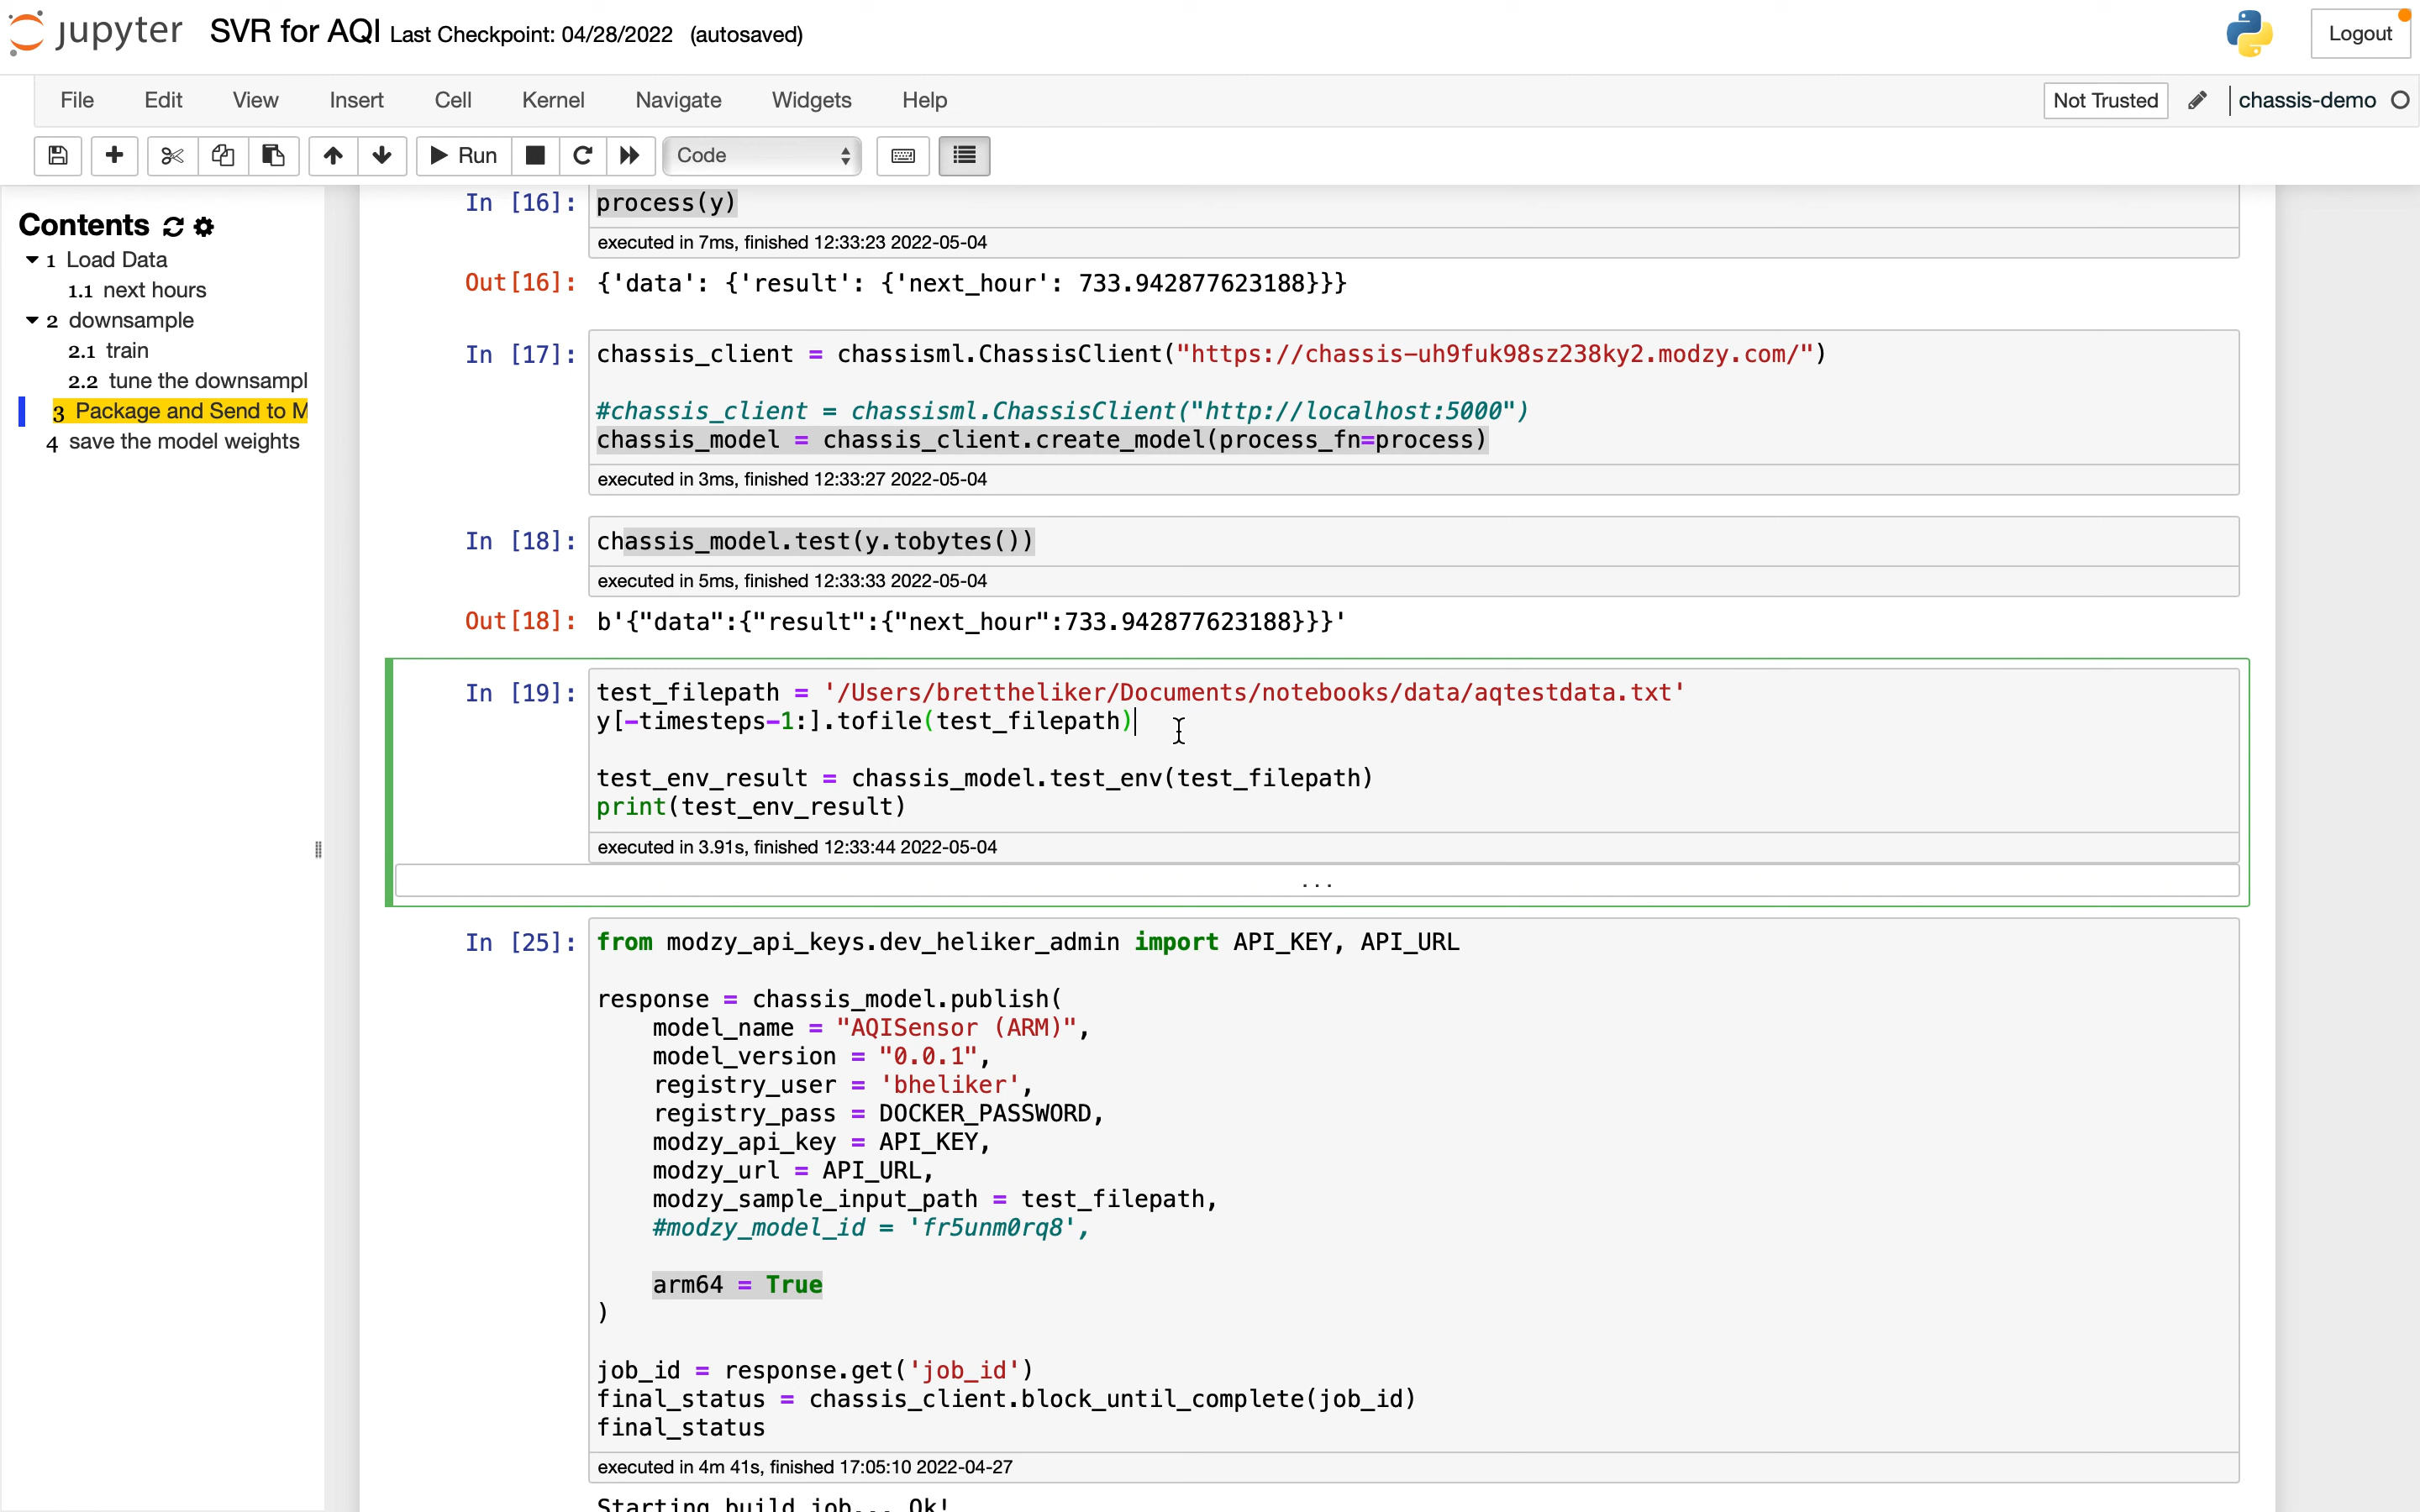 jupyter SVR for AQI Last Checkpoint: 04/28/2022 (autosaved) Logout
File Edit View Insert Cell Kernel Navigate Widgets Help Not Trusted chassis-demo
Run Code
Contents
1 Load Data
1.1 next hours
2 downsample
2.1 train
2.2 tune the downsampl
3 Package and Send to M
4 save the model weights
In [16]: process(y)
executed in 7ms, finished 12:33:23 2022-05-04
Out[16]: {'data': {'result': {'next_hour': 733.942877623188}}}
In [17]: chassis_client = chassisml.ChassisClient("https://chassis-uh9fuk98sz238ky2.modzy.com/")
#chassis_client = chassisml.ChassisClient("http://localhost:5000")
chassis_model = chassis_client.create_model(process_fn=process)
executed in 3ms, finished 12:33:27 2022-05-04
In [18]: chassis_model.test(y.tobytes())
executed in 5ms, finished 12:33:33 2022-05-04
Out[18]: b'{"data":{"result":{"next_hour":733.942877623188}}}'
In [19]: test_filepath = '/Users/brettheliker/Documents/notebooks/data/aqtestdata.txt'
y[-timesteps-1:].tofile(test_filepath)
test_env_result = chassis_model.test_env(test_filepath)
print(test_env_result)
executed in 3.91s, finished 12:33:44 2022-05-04
...
In [25]: from modzy_api_keys.dev_heliker_admin import API_KEY, API_URL
response = chassis_model.publish(
model_name = "AQISensor (ARM)",
model_version = "0.0.1",
registry_user = 'bheliker',
registry_pass = DOCKER_PASSWORD,
modzy_api_key = API_KEY,
modzy_url = API_URL,
modzy_sample_input_path = test_filepath,
#modzy_model_id = 'fr5unm0rq8',
arm64 = True
)
job_id = response.get('job_id')
final_status = chassis_client.block_until_complete(job_id)
final_status
executed in 4m 41s, finished 17:05:10 2022-04-27
Starting build job... Ok!